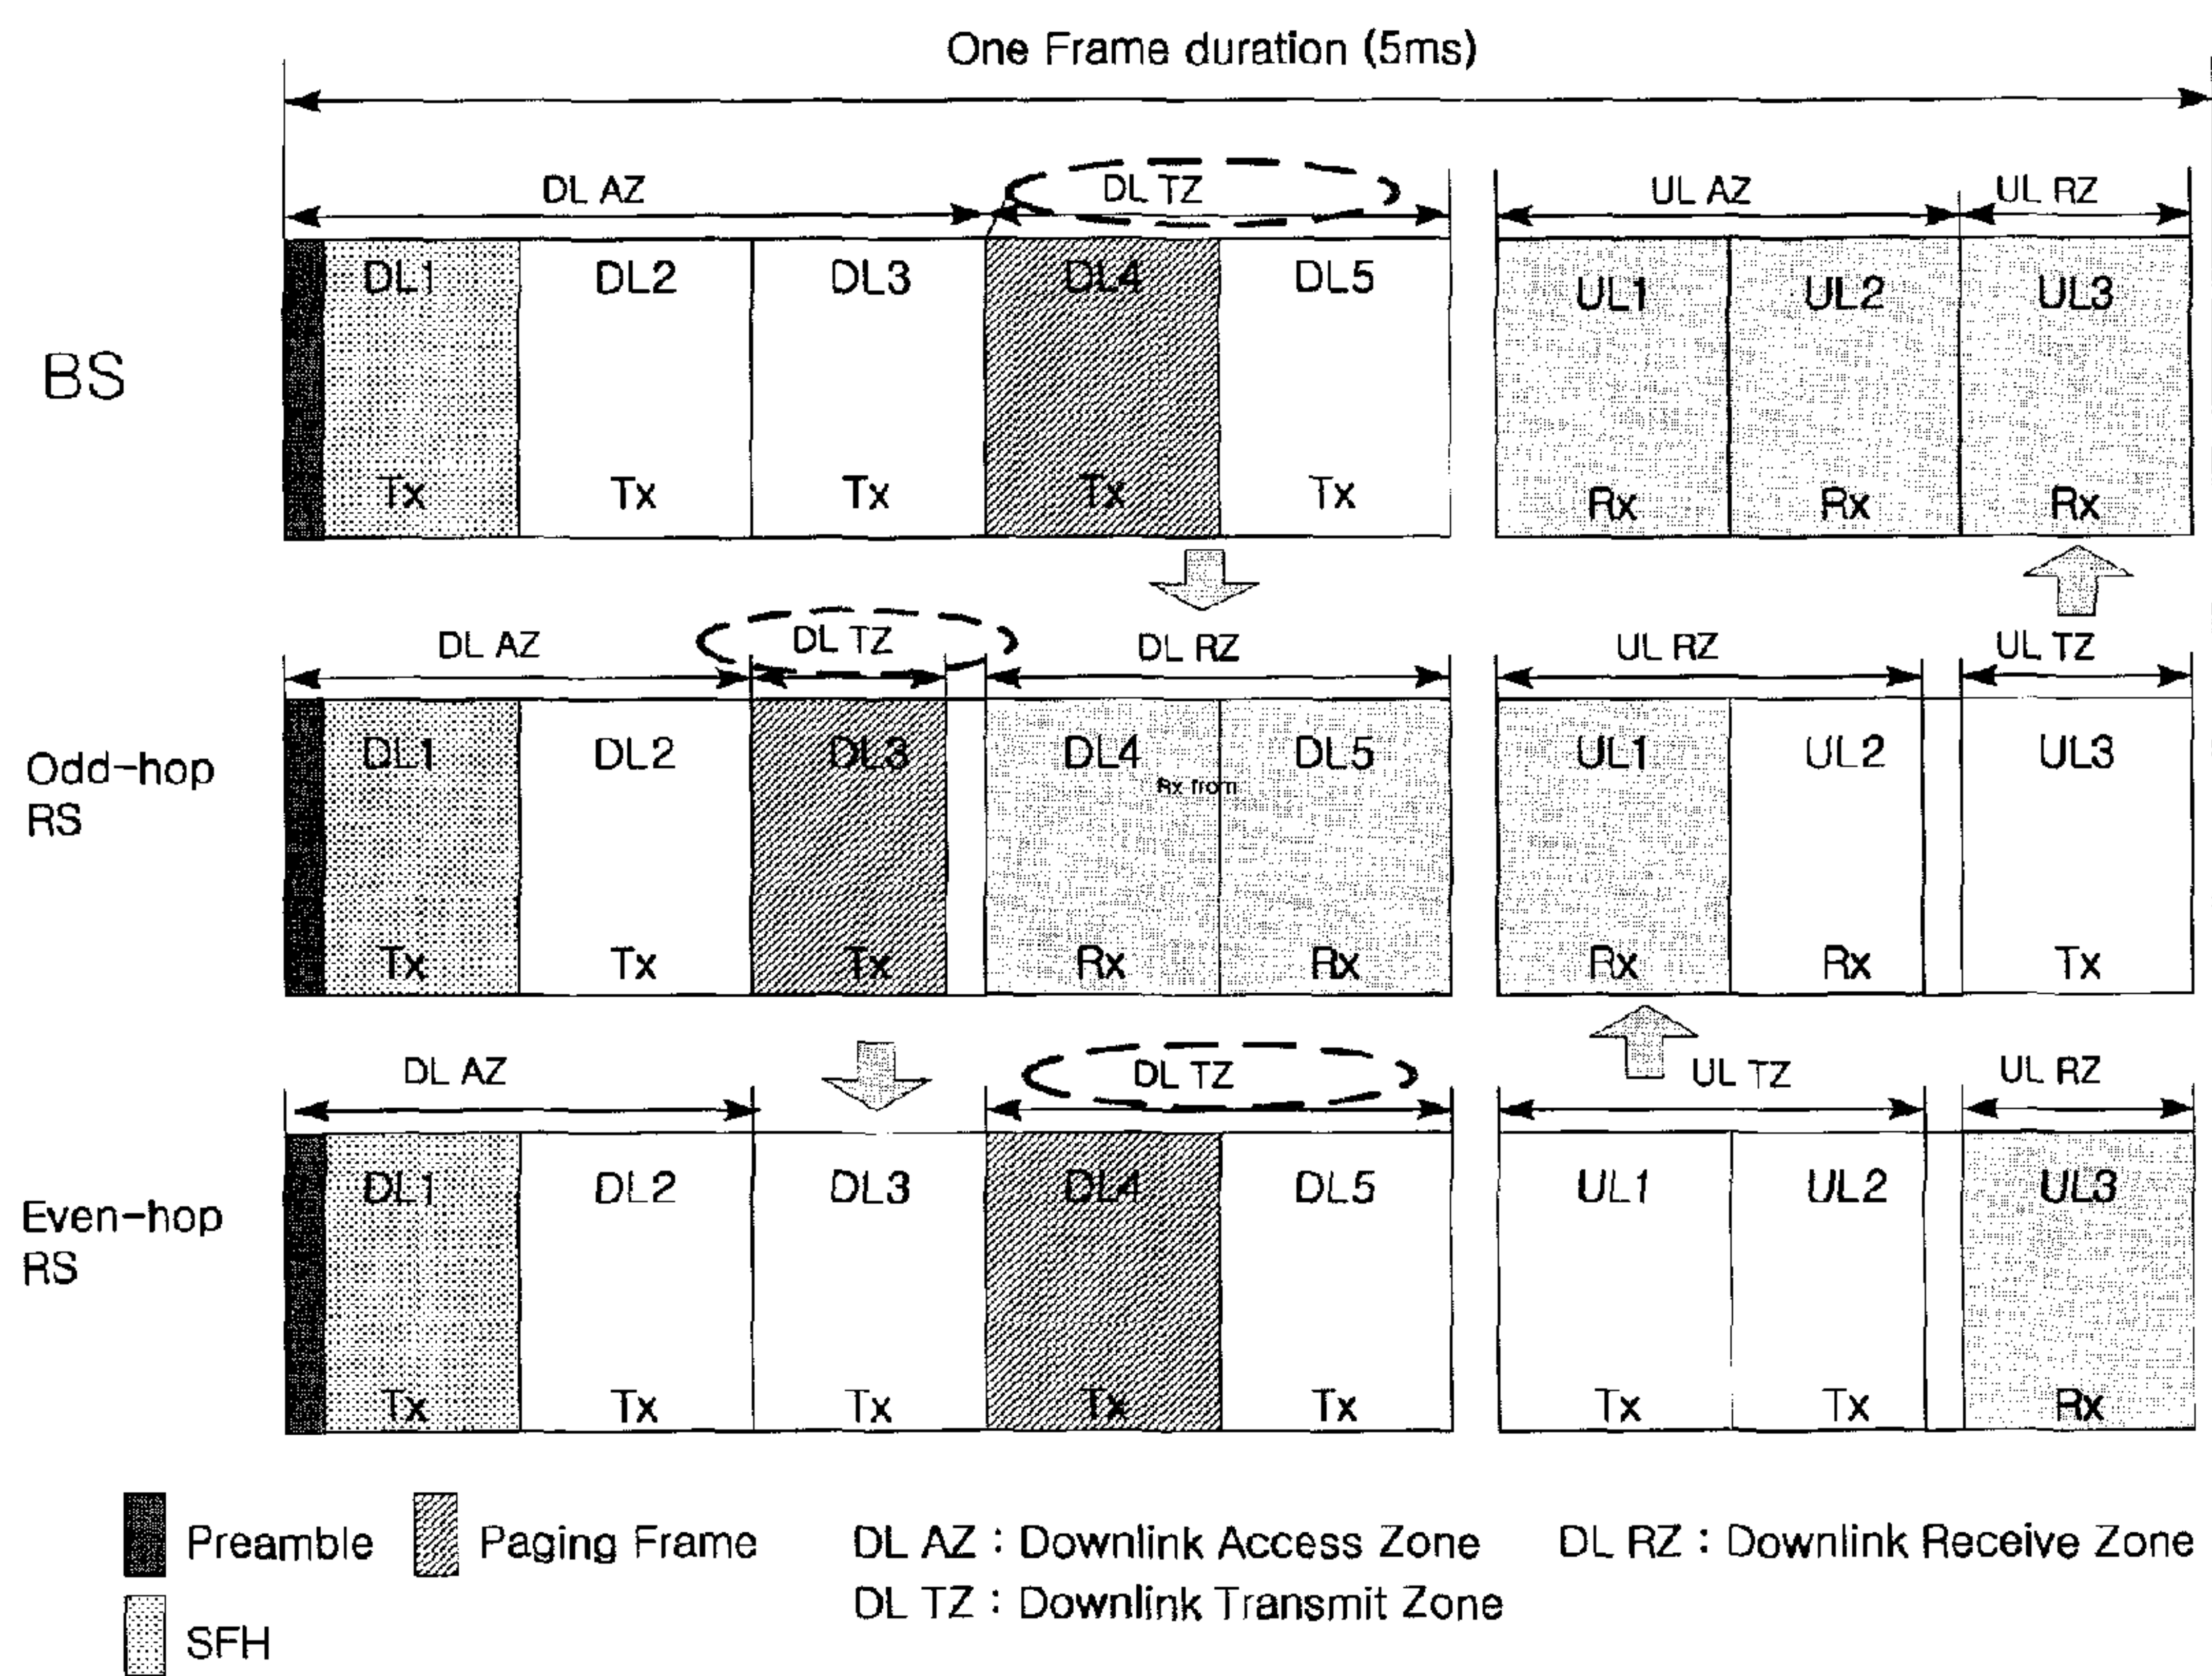 One Frame duration (5ms)
DL AZ DL TZ UL AZ UL RZ
DL1 DL2 DL3 DL4 DL5 UL1 UL2 UL3
BS
Tx Tx Tx Tx Tx Rx Rx Rx
DL AZ DL TZ DL RZ UL RZ UL TZ
DL1 DL2 DL3 DL4 DL5 UL1 UL2 UL3
Rx from
Odd-hop
RS
Tx Tx Tx Rx Rx Rx Rx Tx
DL AZ DL TZ UL TZ UL RZ
DL1 DL2 DL3 DL4 DL5 UL1 UL2 UL3
Even-hop
RS
Tx Tx Tx Tx Tx Tx Tx Rx
Preamble Paging Frame DL AZ : Downlink Access Zone DL RZ : Downlink Receive Zone
DL TZ : Downlink Transmit Zone
SFH